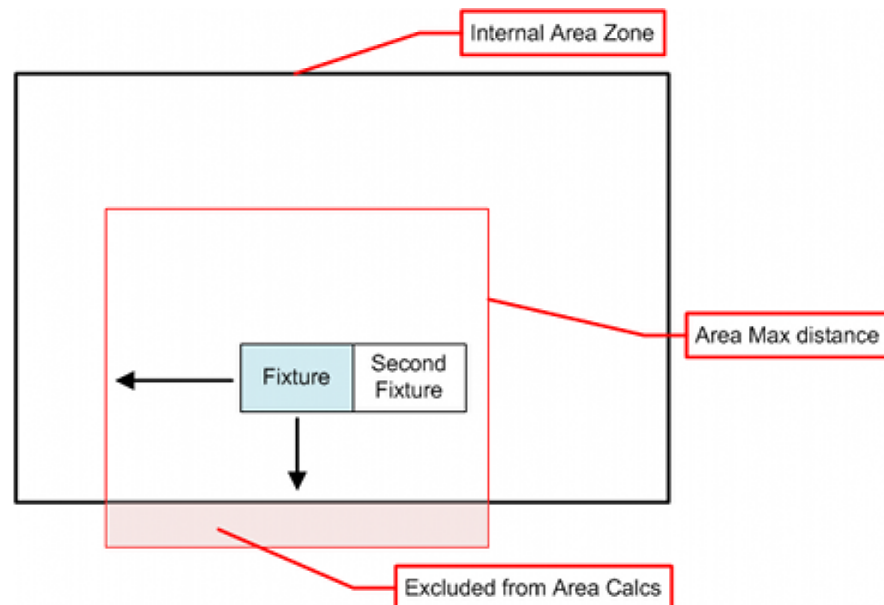 Internal Area Zone
Area Max distance
Fixture
Second
Fixture
Excluded from Area Calcs